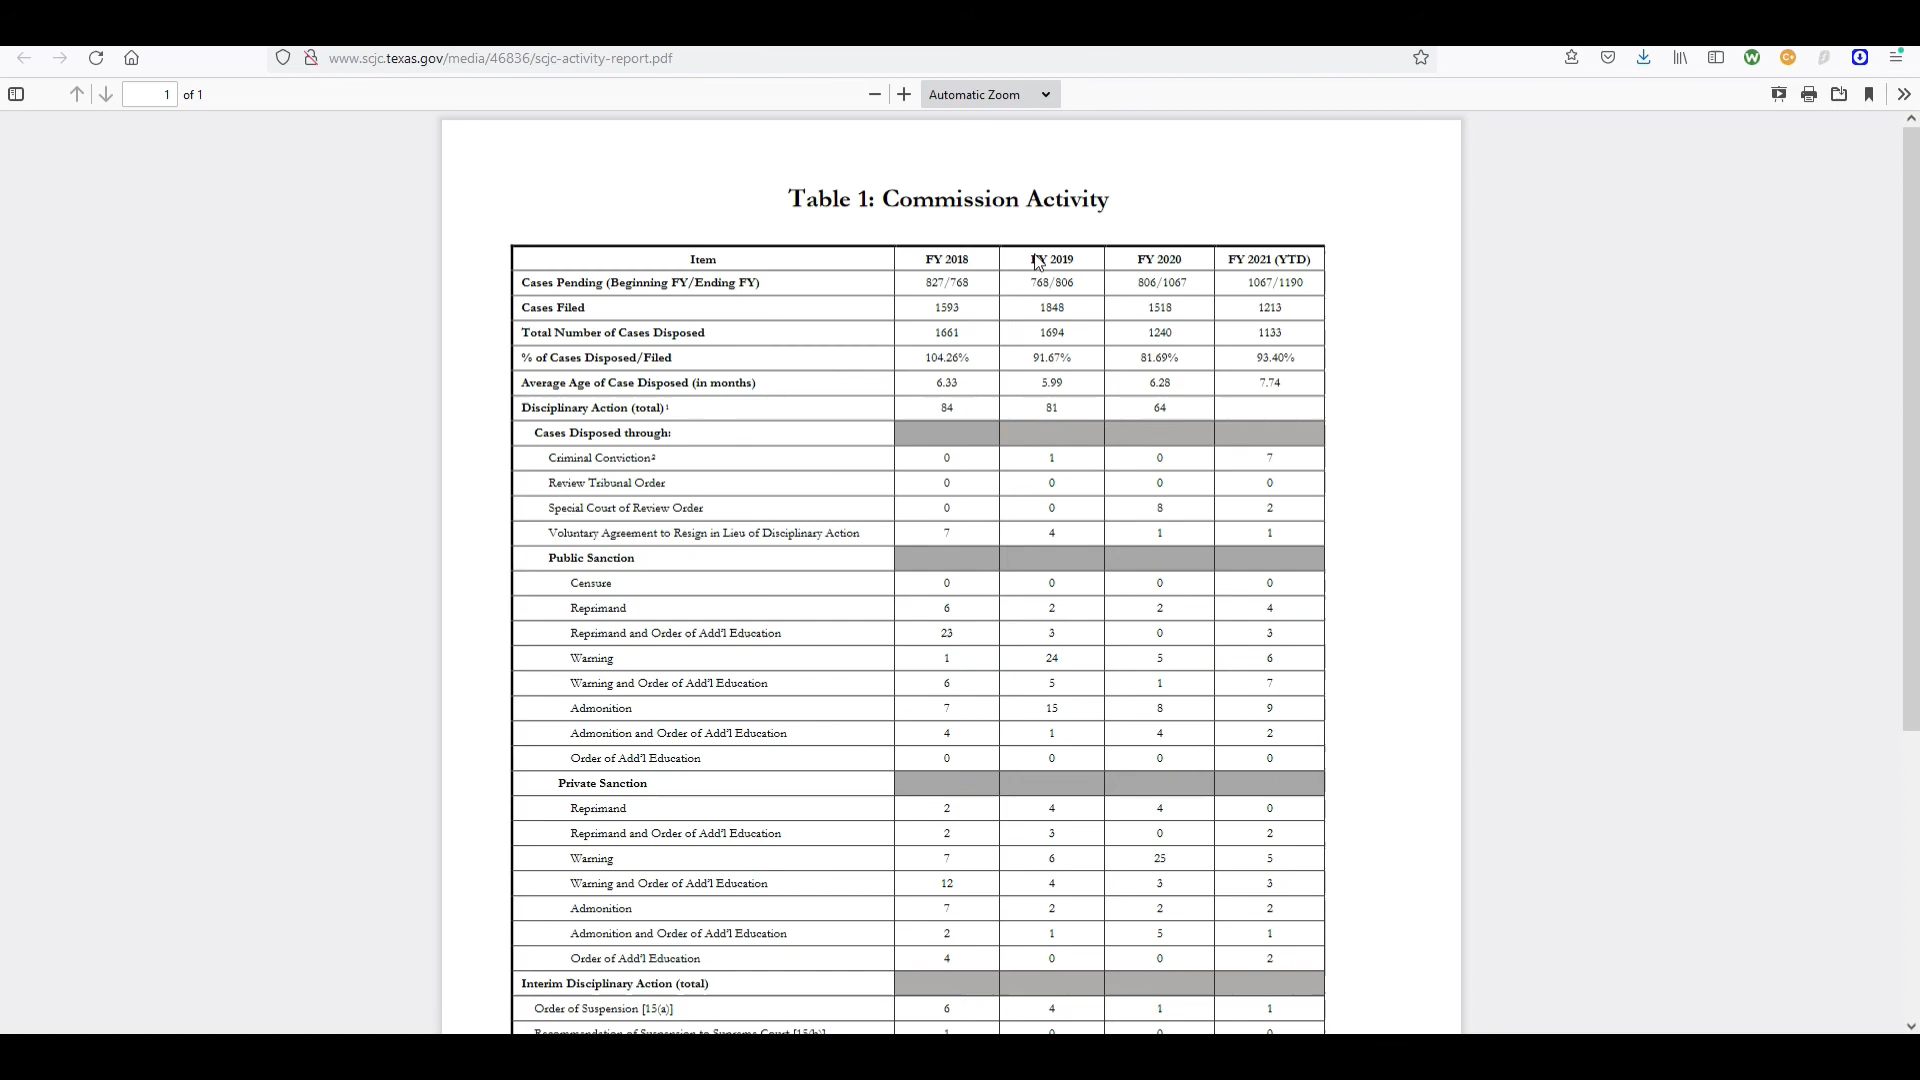 www.scjc.texas.gov/media/46836/scjc-activity-report.pdf
1 of 1 Automatic Zoom
Table 1: Commission Activity
Item FY 2018 FY 2019 FY 2020 FY 2021 (YTD)
Cases Pending (Beginning FY/Ending FY) 827/768 768/806 806/1067 1067/1190
Cases Filed 1593 1848 1518 1213
Total Number of Cases Disposed 1661 1694 1240 1133
% of Cases Disposed/Filed 104.26% 91.67% 81.69% 93.40%
Average Age of Case Disposed (in months) 6.33 5.99 6.28 7.74
Disciplinary Action (total)¹ 84 81 64
Cases Disposed through:
Criminal Conviction² 0 1 0 7
Review Tribunal Order 0 0 0 0
Special Court of Review Order 0 0 8 2
Voluntary Agreement to Resign in Lieu of Disciplinary Action 7 4 1 1
Public Sanction
Censure 0 0 0 0
Reprimand 6 2 2 4
Reprimand and Order of Add'l Education 23 3 0 3
Warning 1 24 5 6
Warning and Order of Add'l Education 6 5 1 7
Admonition 7 15 8 9
Admonition and Order of Add'l Education 4 1 4 2
Order of Add'l Education 0 0 0 0
Private Sanction
Reprimand 2 4 4 0
Reprimand and Order of Add'l Education 2 3 0 2
Warning 7 6 25 5
Warning and Order of Add'l Education 12 4 3 3
Admonition 7 2 2 2
Admonition and Order of Add'l Education 2 1 5 1
Order of Add'l Education 4 0 0 2
Interim Disciplinary Action (total)
Order of Suspension [15(a)] 6 4 1 1
Recommendation of Suspension to Supreme Court [15(b)] 1 0 0 0